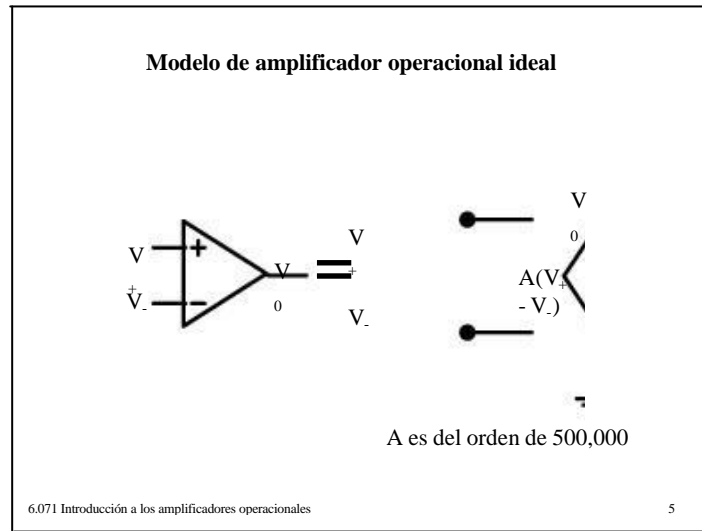 Modelo de amplificador operacional ideal
V
+
V-
+
-
V
0
=
V
+
V-
V
0
A(V+
- V-)
A es del orden de 500,000
6.071 Introducción a los amplificadores operacionales
5